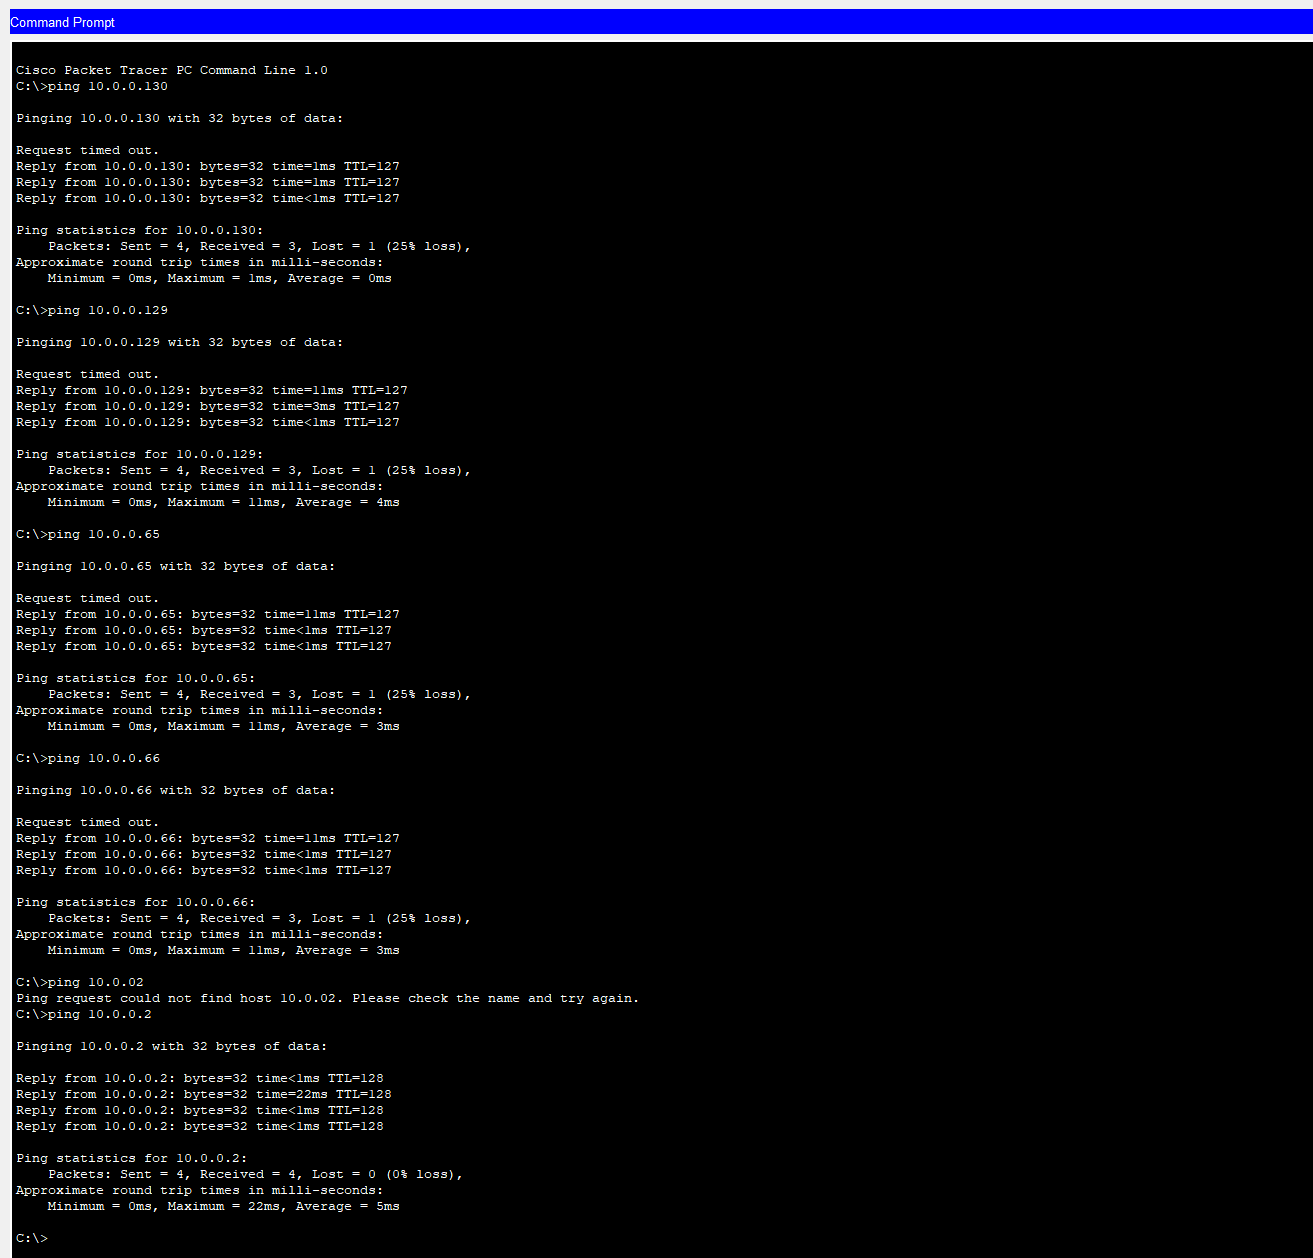 Command Prompt
Cisco Packet Tracer PC Command Line 1.0
C:\>ping 10.0.0.130
Pinging 10.0.0.130 with 32 bytes of data:
Request timed out.
Reply from 10.0.0.130: bytes=32 time=1ms TTL=127
Reply from 10.0.0.130: bytes=32 time=1ms TTL=127
Reply from 10.0.0.130: bytes=32 time<1ms TTL=127
Ping statistics for 10.0.0.130:
    Packets: Sent = 4, Received = 3, Lost = 1 (25% loss),
Approximate round trip times in milli-seconds:
    Minimum = 0ms, Maximum = 1ms, Average = 0ms
C:\>ping 10.0.0.129
Pinging 10.0.0.129 with 32 bytes of data:
Request timed out.
Reply from 10.0.0.129: bytes=32 time=11ms TTL=127
Reply from 10.0.0.129: bytes=32 time=3ms TTL=127
Reply from 10.0.0.129: bytes=32 time<1ms TTL=127
Ping statistics for 10.0.0.129:
    Packets: Sent = 4, Received = 3, Lost = 1 (25% loss),
Approximate round trip times in milli-seconds:
    Minimum = 0ms, Maximum = 11ms, Average = 4ms
C:\>ping 10.0.0.65
Pinging 10.0.0.65 with 32 bytes of data:
Request timed out.
Reply from 10.0.0.65: bytes=32 time=11ms TTL=127
Reply from 10.0.0.65: bytes=32 time<1ms TTL=127
Reply from 10.0.0.65: bytes=32 time<1ms TTL=127
Ping statistics for 10.0.0.65:
    Packets: Sent = 4, Received = 3, Lost = 1 (25% loss),
Approximate round trip times in milli-seconds:
    Minimum = 0ms, Maximum = 11ms, Average = 3ms
C:\>ping 10.0.0.66
Pinging 10.0.0.66 with 32 bytes of data:
Request timed out.
Reply from 10.0.0.66: bytes=32 time=11ms TTL=127
Reply from 10.0.0.66: bytes=32 time<1ms TTL=127
Reply from 10.0.0.66: bytes=32 time<1ms TTL=127
Ping statistics for 10.0.0.66:
    Packets: Sent = 4, Received = 3, Lost = 1 (25% loss),
Approximate round trip times in milli-seconds:
    Minimum = 0ms, Maximum = 11ms, Average = 3ms
C:\>ping 10.0.02
Ping request could not find host 10.0.02. Please check the name and try again.
C:\>ping 10.0.0.2
Pinging 10.0.0.2 with 32 bytes of data:
Reply from 10.0.0.2: bytes=32 time<1ms TTL=128
Reply from 10.0.0.2: bytes=32 time=22ms TTL=128
Reply from 10.0.0.2: bytes=32 time<1ms TTL=128
Reply from 10.0.0.2: bytes=32 time<1ms TTL=128
Ping statistics for 10.0.0.2:
    Packets: Sent = 4, Received = 4, Lost = 0 (0% loss),
Approximate round trip times in milli-seconds:
    Minimum = 0ms, Maximum = 22ms, Average = 5ms
C:\>